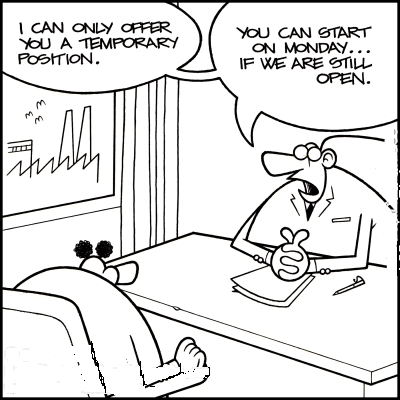 I CAN ONLY OFFER
YOU A TEMPORARY
POSITION.
YOU CAN START
ON MONDAY...
IF WE ARE STILL
OPEN.